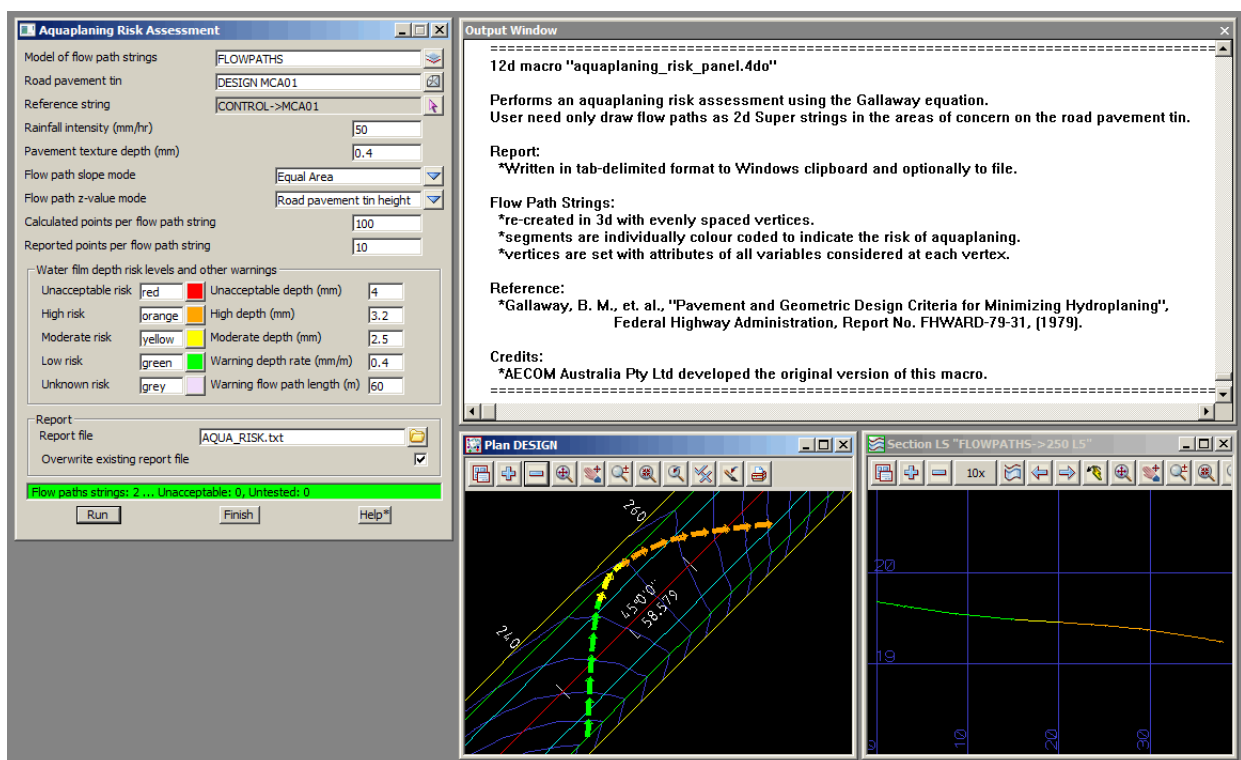 Aquaplaning Risk Assessment
Model of flow path strings FLOWPATHS
Road pavement tin DESIGN MCA01
Reference string CONTROL->MCA01
Rainfall intensity (mm/hr) 50
Pavement texture depth (mm) 0.4
Flow path slope mode Equal Area
Flow path z-value mode Road pavement tin height
Calculated points per flow path string 100
Reported points per flow path string 10
Water film depth risk levels and other warnings
Unacceptable risk red Unacceptable depth (mm) 4
High risk orange High depth (mm) 3.2
Moderate risk yellow Moderate depth (mm) 2.5
Low risk green Warning depth rate (mm/m) 0.4
Unknown risk grey Warning flow path length (m) 60
Report
Report file AQUA_RISK.txt
Overwrite existing report file
Flow paths strings: 2 ... Unacceptable: 0, Untested: 0
Run Finish Help*
Output Window
12d macro "aquaplaning_risk_panel.4do"
Performs an aquaplaning risk assessment using the Gallaway equation.
User need only draw flow paths as 2d Super strings in the areas of concern on the road pavement tin.
Report:
*Written in tab-delimited format to Windows clipboard and optionally to file.
Flow Path Strings:
*re-created in 3d with evenly spaced vertices.
*segments are individually colour coded to indicate the risk of aquaplaning.
*vertices are set with attributes of all variables considered at each vertex.
Reference:
*Gallaway, B. M., et. al., "Pavement and Geometric Design Criteria for Minimizing Hydroplaning",
Federal Highway Administration, Report No. FHWARD-79-31, (1979).
Credits:
*AECOM Australia Pty Ltd developed the original version of this macro.
Plan DESIGN
260
45°0'0"
L 58.579
240
Section LS "FLOWPATHS->250 LS"
10x
20
19
0 10 20 30